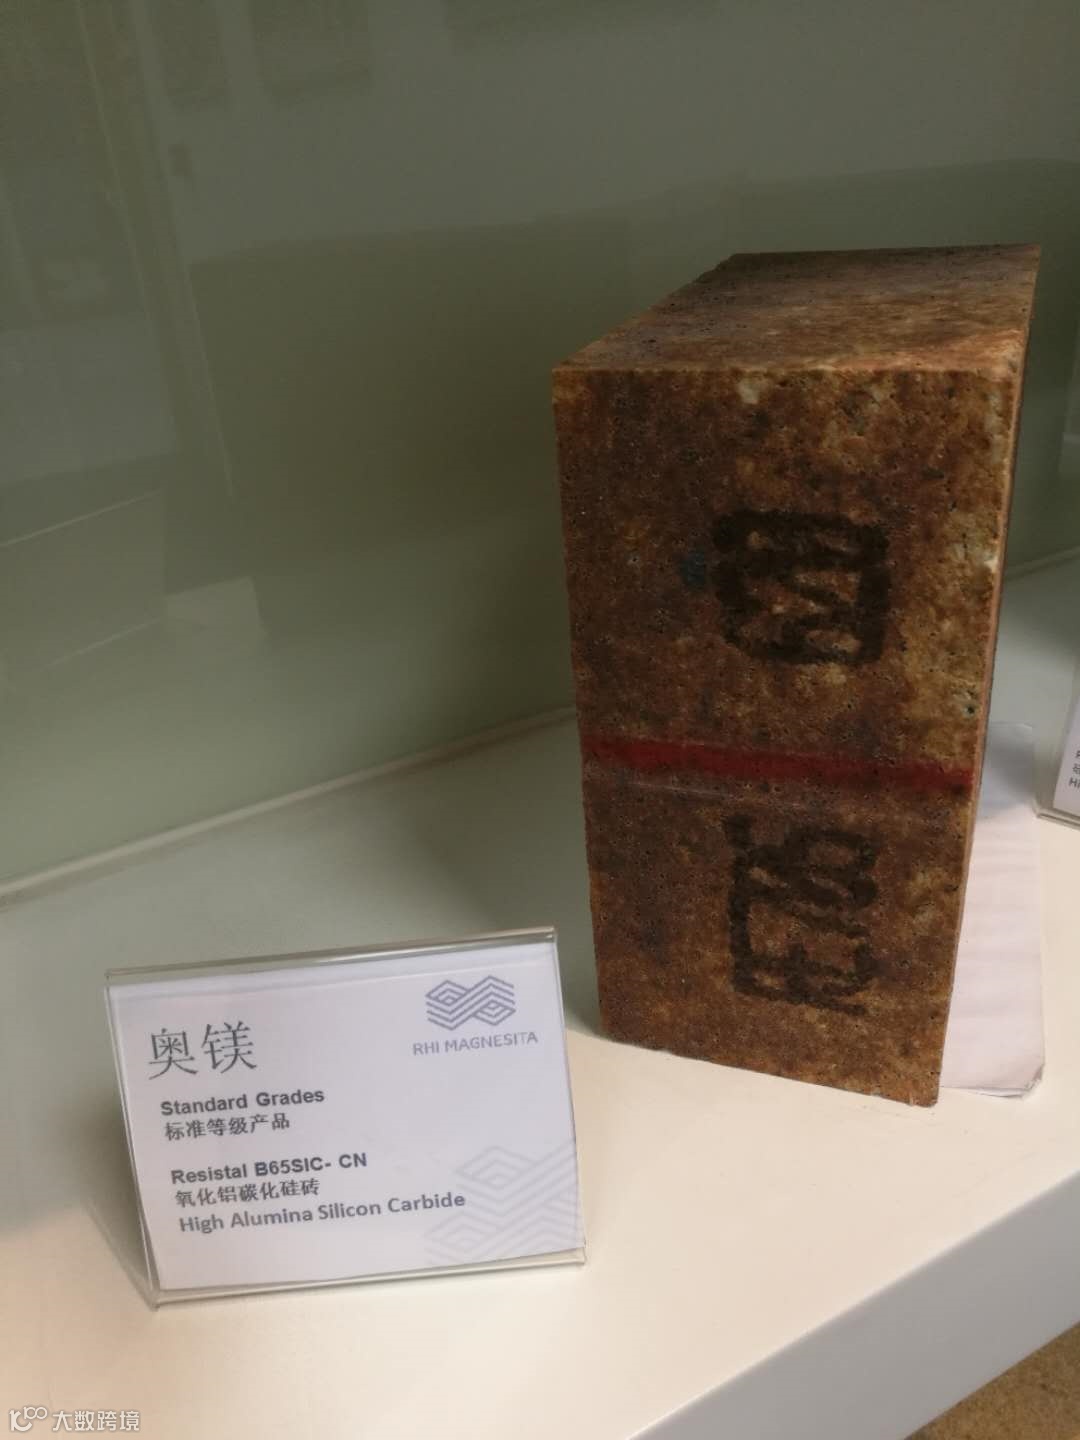 奥镁
RHI MAGNESITA
Standard Grades
标准等级产品
Resistal B65SIC- CN
氧化铝碳化硅砖
High Alumina Silicon Carbide
大数跨境